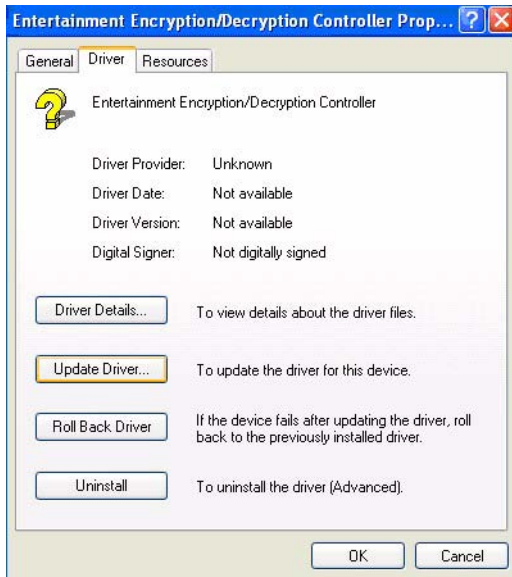 Entertainment Encryption/Decryption Controller Prop...
General Driver Resources
Entertainment Encryption/Decryption Controller
Driver Provider: Unknown
Driver Date: Not available
Driver Version: Not available
Digital Signer: Not digitally signed
Driver Details... To view details about the driver files.
Update Driver... To update the driver for this device.
Roll Back Driver If the device fails after updating the driver, roll
back to the previously installed driver.
Uninstall To uninstall the driver (Advanced).
OK Cancel